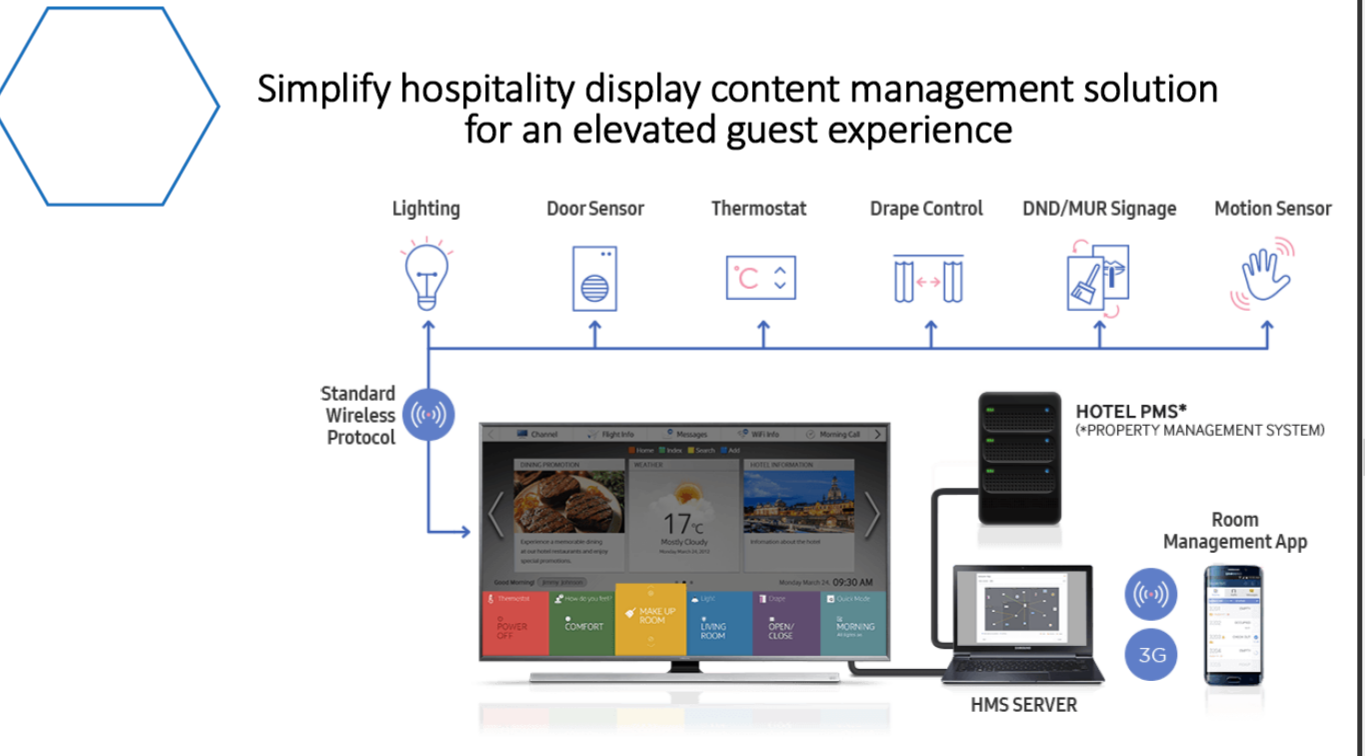 Simplify hospitality display content management solution
for an elevated guest experience
Lighting
Door Sensor
Thermostat
Drape Control
DND/MUR Signage
Motion Sensor
°C
Standard
Wireless
Protocol
Channel
Flight Info
Messages
WiFi Info
Morning Call
Home
Index
Search
Add
DINING PROMOTION
WEATHER
HOTEL INFORMATION
17°C
Mostly Cloudy
Experience a memorable dining
at our hotel restaurants and enjoy
special promotions.
Information about the hotel
Good Morning!
Jimmy Johnson
Monday March 24, 09:30 AM
Thermostat
POWER
OFF
How do you feel?
COMFORT
MAKE UP
ROOM
Light
LIVING
ROOM
Drape
OPEN/
CLOSE
Quick Mode
MORNING
HOTEL PMS*
(*PROPERTY MANAGEMENT SYSTEM)
Room
Management App
3G
SAMSUNG
HMS SERVER